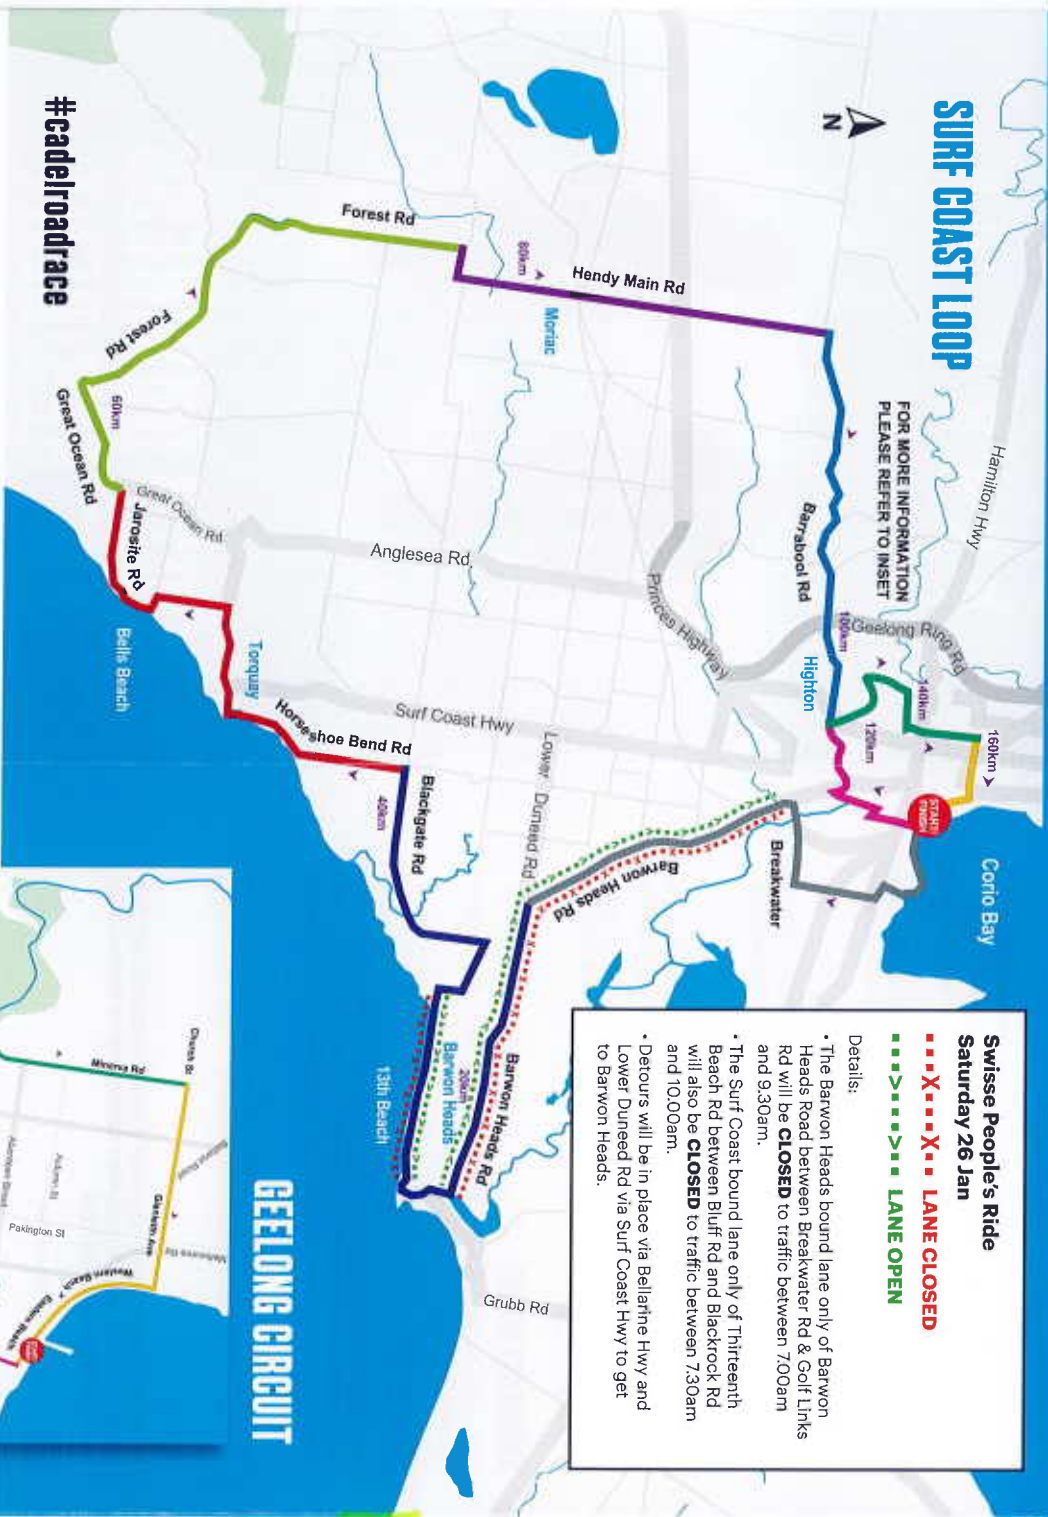 SURF COAST LOOP
N
#cadelroadrace
FOR MORE INFORMATION
PLEASE REFER TO INSET
Hamilton Hwy
Geelong Ring Rd
Princes Highway
Barrabool Rd
Highton
100km
120km
140km
160km
START/
FINISH
Corio Bay
Breakwater
Barwon Heads Rd
Lower Duneed Rd
Hendy Main Rd
80km
Moriac
Forest Rd
Forest Rd
60km
Great Ocean Rd
Great Ocean Rd
Anglesea Rd
Jarosite Rd
Bells Beach
Torquay
Surf Coast Hwy
Horseshoe Bend Rd
Blackgate Rd
40km
13th Beach
Barwon Heads
20km
Barwon Heads Rd
Grubb Rd
Swisse People's Ride
Saturday 26 Jan
X X LANE CLOSED
> > LANE OPEN
Details:
• The Barwon Heads bound lane only of Barwon
Heads Road between Breakwater Rd & Golf Links
Rd will be CLOSED to traffic between 7.00am
and 9.30am.
• The Surf Coast bound lane only of Thirteenth
Beach Rd between Bluff Rd and Blackrock Rd
will also be CLOSED to traffic between 7.30am
and 10.00am.
• Detours will be in place via Bellarine Hwy and
Lower Duneed Rd via Surf Coast Hwy to get
to Barwon Heads.
GEELONG CIRCUIT
Church St
Minerva Rd
Pakington St
Glenleith Ave
Melbourne Rd
Western Beach
Eastern Beach